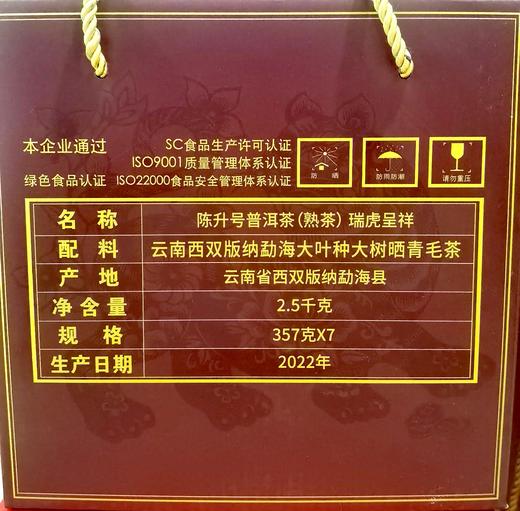 本企业通过
SC食品生产许可认证
ISO9001质量管理体系认证
绿色食品认证 ISO22000食品安全管理体系认证
防 晒
防雨防潮
请勿重压
名 称 陈升号普洱茶(熟茶) 瑞虎呈祥
配 料 云南西双版纳勐海大叶种大树晒青毛茶
产 地 云南省西双版纳勐海县
净含量 2.5千克
规 格 357克X7
生产日期 2022年